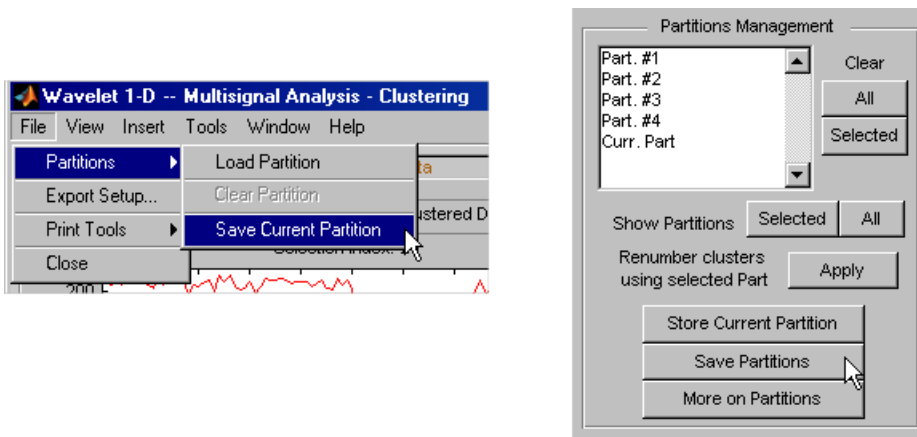 Wavelet 1-D -- Multisignal Analysis - Clustering
File View Insert Tools Window Help
Partitions
Load Partition
Export Setup...
Clear Partition
Print Tools
Save Current Partition
Close
ta
ustered D
200
Partitions Management
Part. #1
Part. #2
Part. #3
Part. #4
Curr. Part
Clear
All
Selected
Show Partitions Selected All
Renumber clusters
using selected Part
Apply
Store Current Partition
Save Partitions
More on Partitions